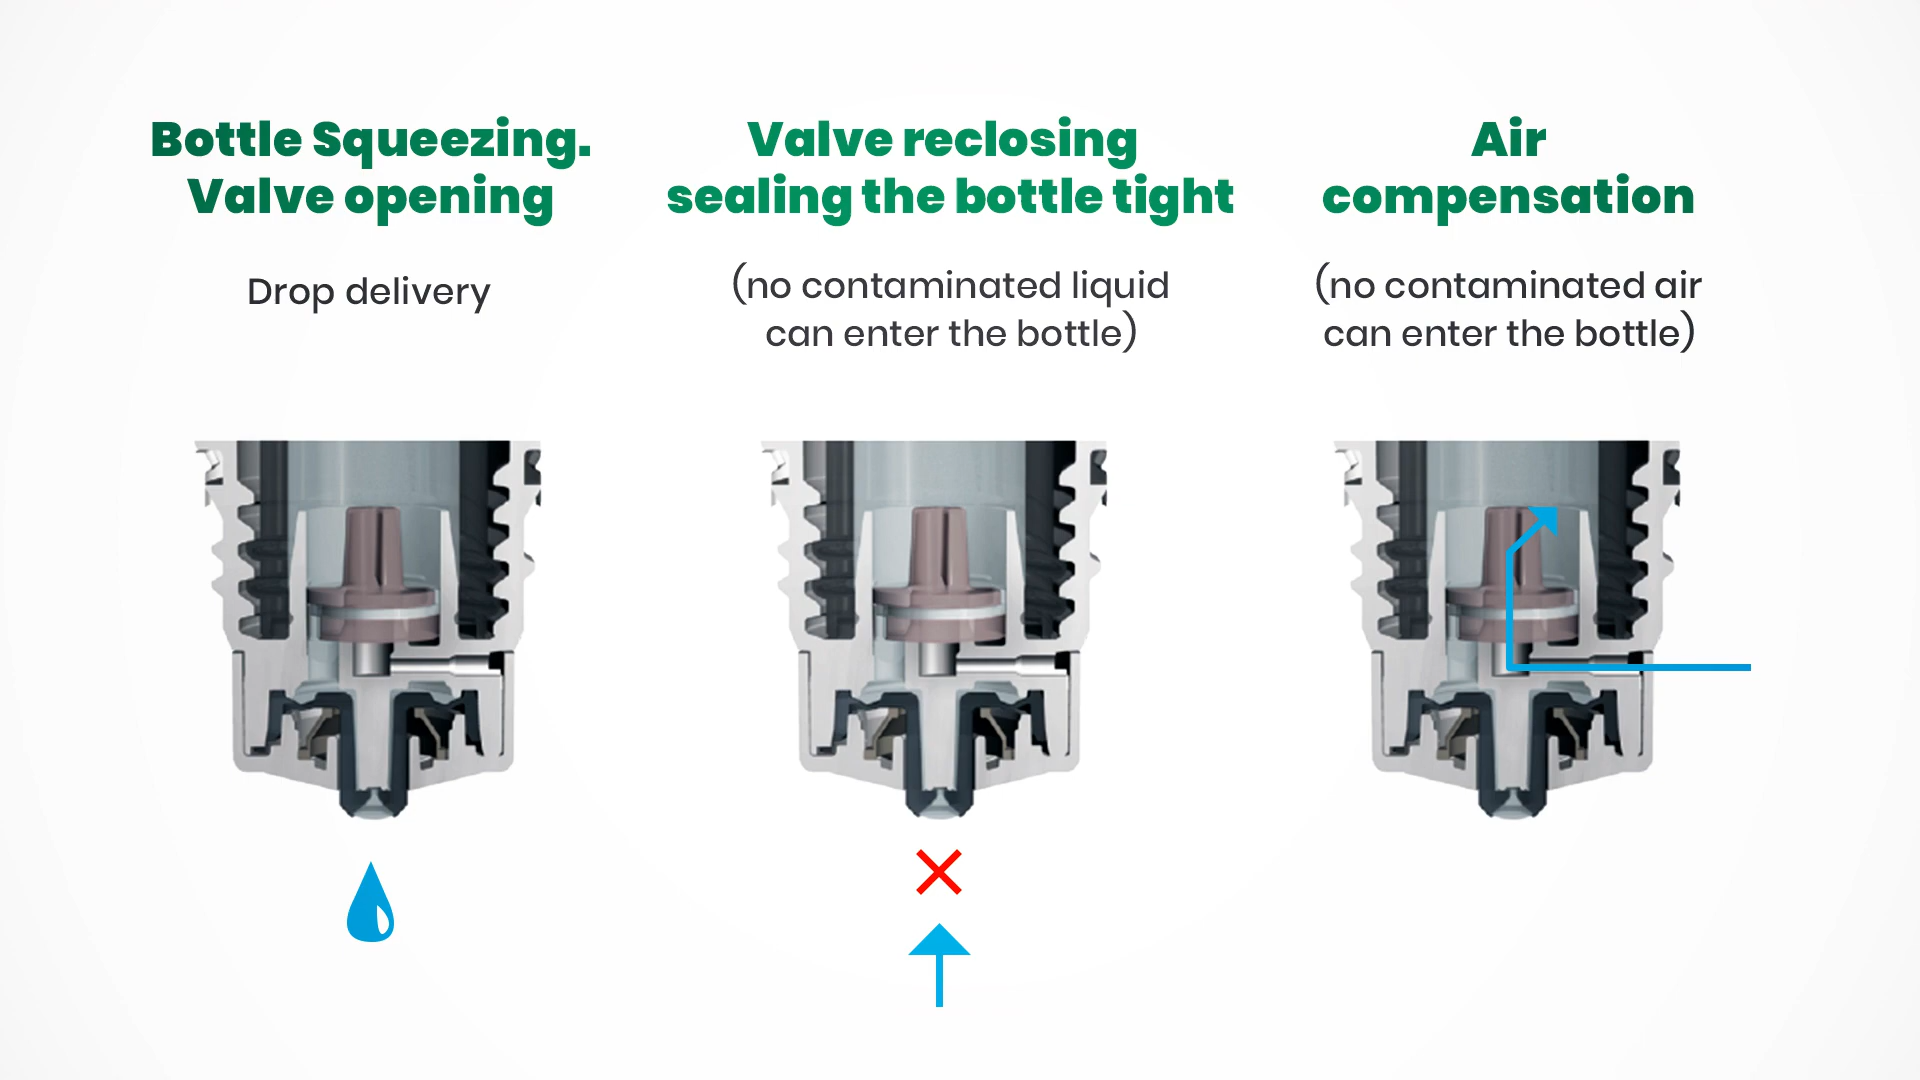 Bottle Squeezing.
Valve opening
Drop delivery
Valve reclosing
sealing the bottle tight
(no contaminated liquid
can enter the bottle)
Air
compensation
(no contaminated air
can enter the bottle)